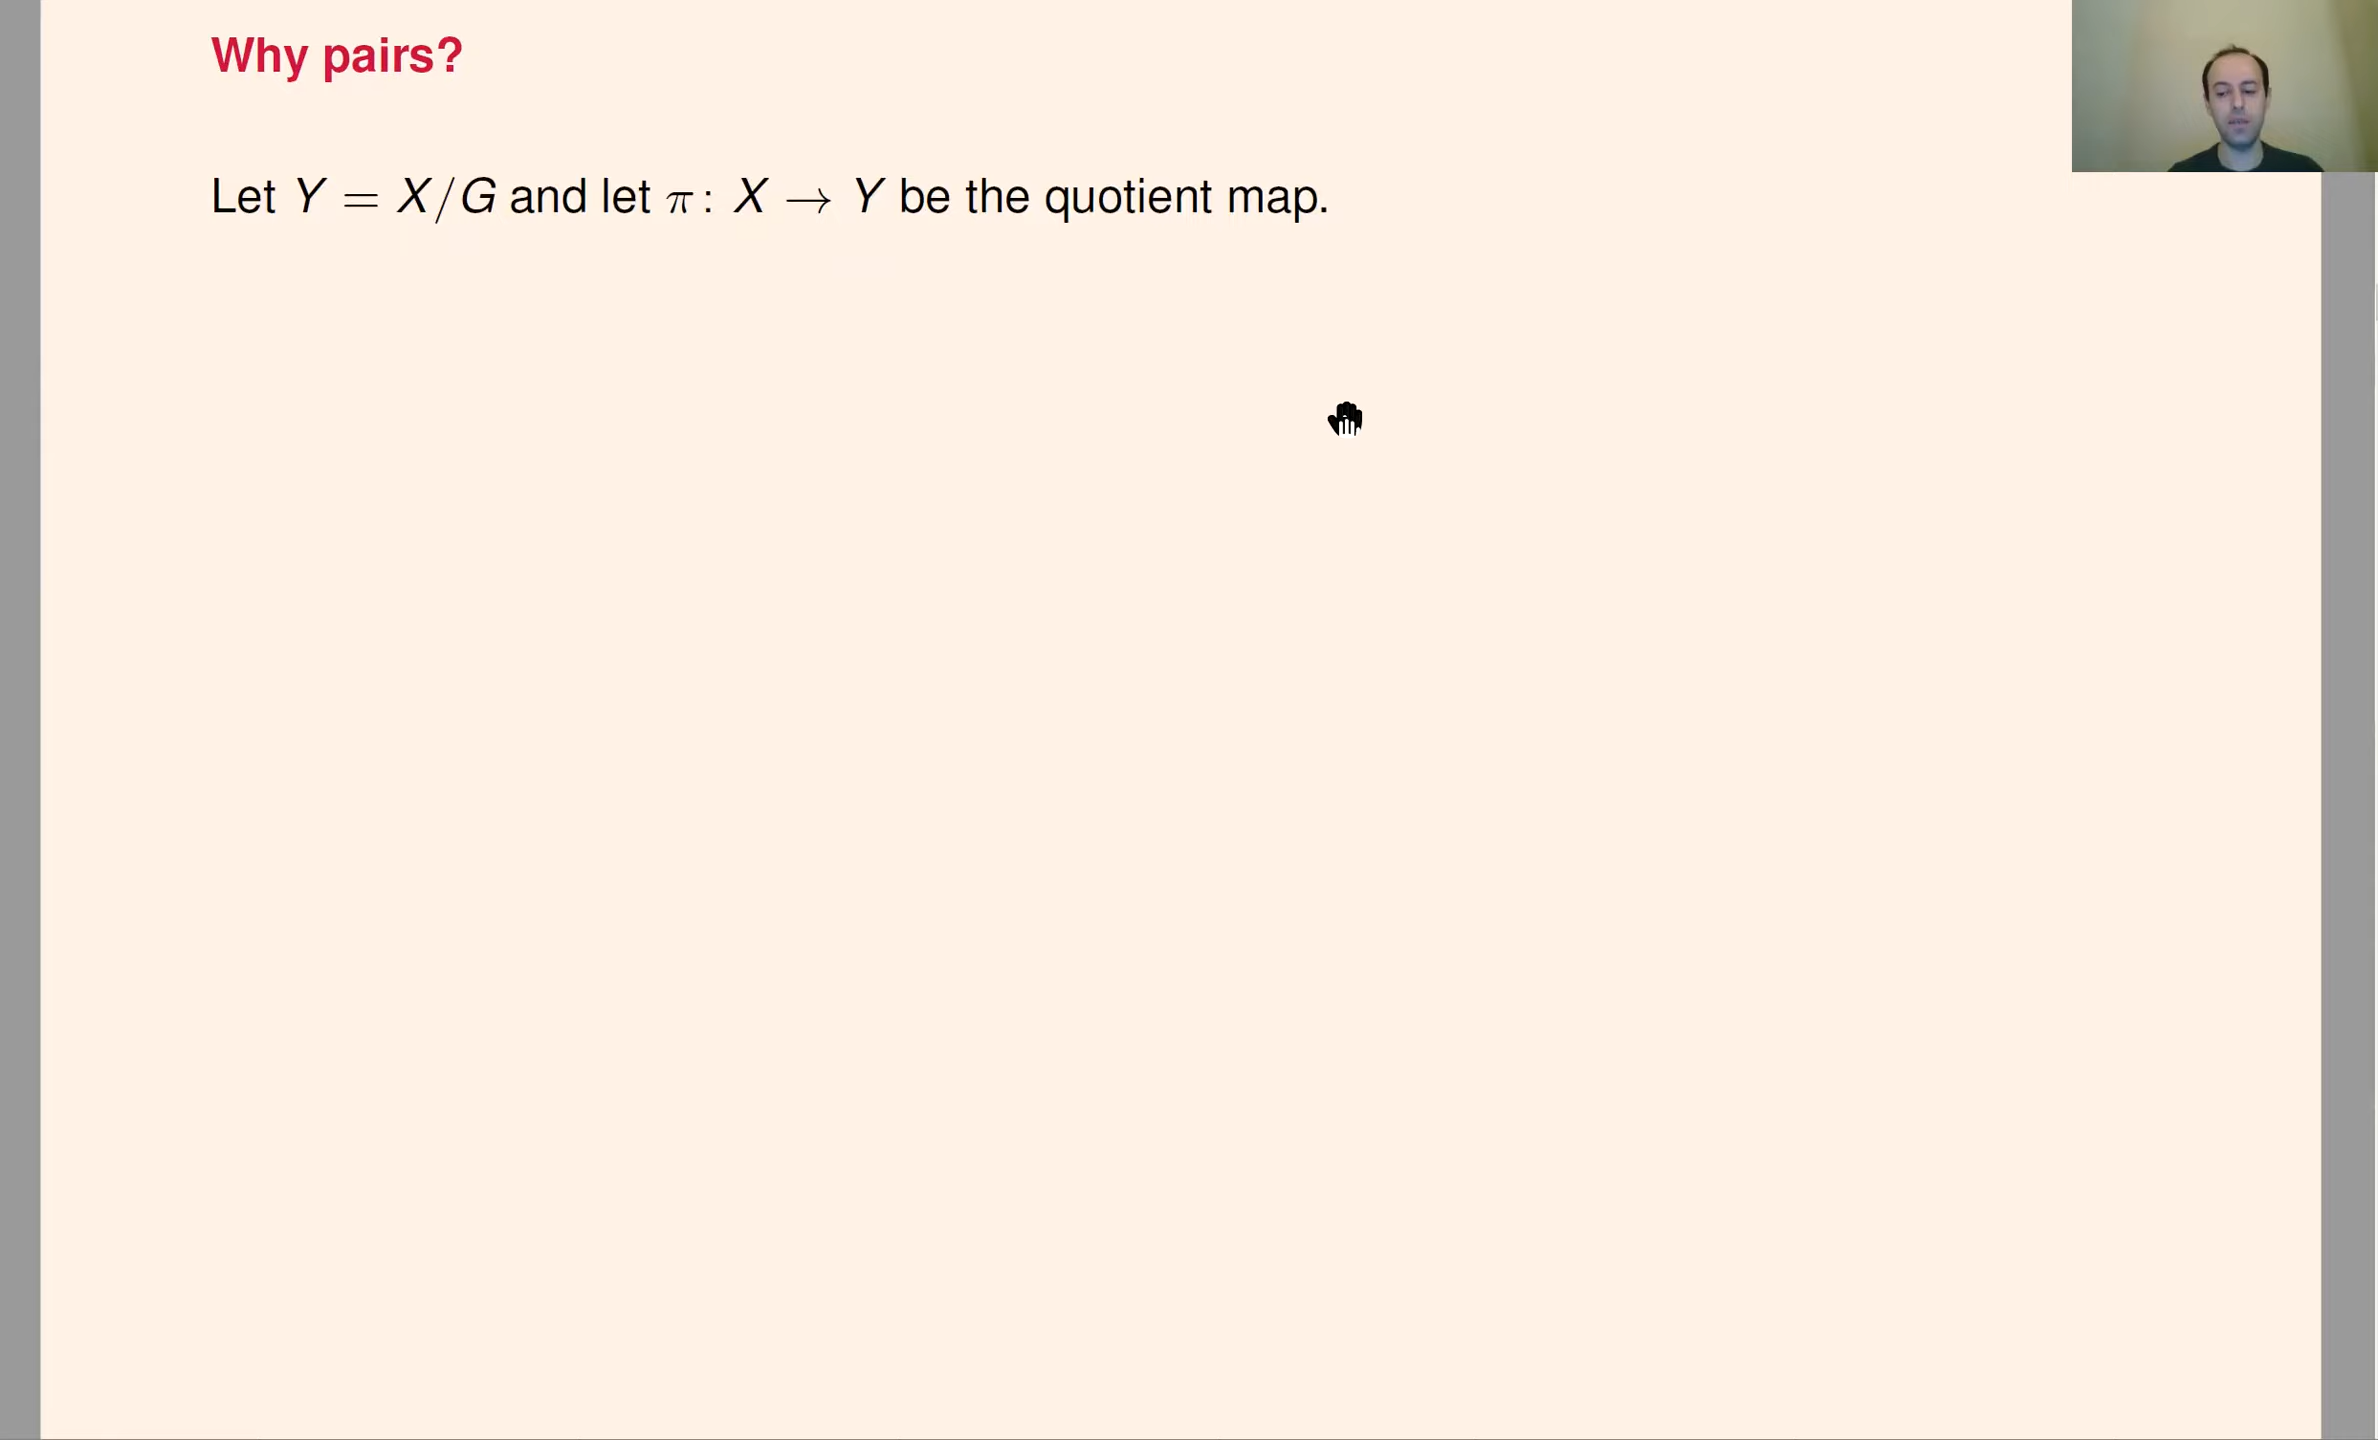 Why pairs?
Let Y = X/G and let π : X → Y be the quotient map.